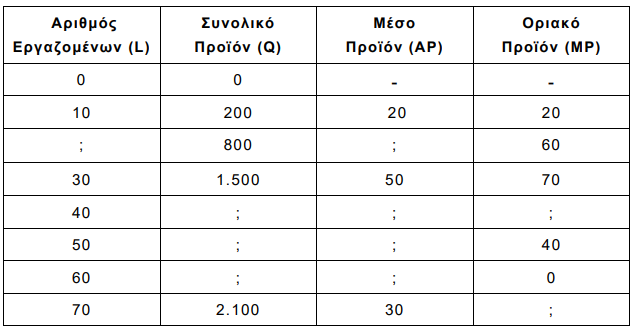 Αριθμός Εργαζομένων (L) Συνολικό Προϊόν (Q) Μέσο Προϊόν (AP) Οριακό Προϊόν (MP)
0 0 - -
10 200 20 20
; 800 ; 60
30 1.500 50 70
40 ; ; ;
50 ; ; 40
60 ; ; 0
70 2.100 30 ;